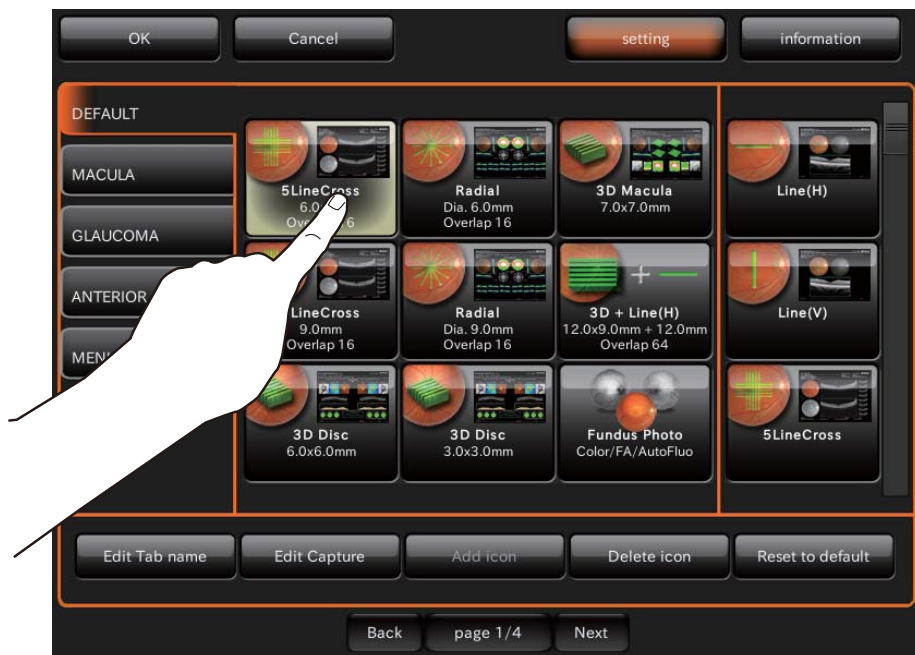 OK
Cancel
setting
information
DEFAULT
MACULA
GLAUCOMA
ANTERIOR
5LineCross
6.0
6
Radial
Dia. 6.0mm
Overlap 16
3D Macula
7.0x7.0mm
LineCross
9.0mm
Overlap 16
Radial
Dia. 9.0mm
Overlap 16
3D + Line(H)
12.0x9.0mm + 12.0mm
Overlap 64
3D Disc
6.0x6.0mm
3D Disc
3.0x3.0mm
Fundus Photo
Color/FA/AutoFluo
Line(H)
Line(V)
5LineCross
Edit Tab name
Edit Capture
Add icon
Delete icon
Reset to default
Back
page 1/4
Next